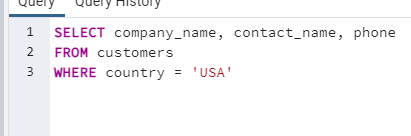 Query Query History
1 SELECT company_name, contact_name, phone
2 FROM customers
3 WHERE country = 'USA'